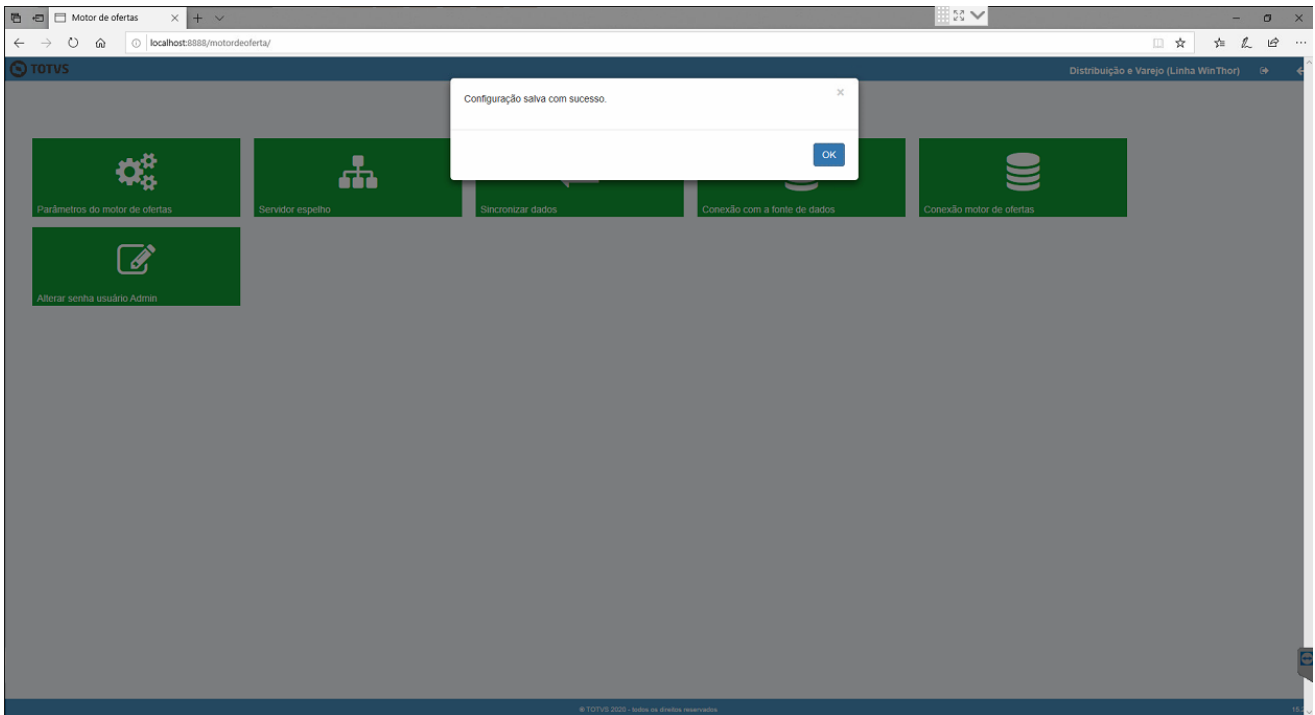 Motor de ofertas
localhost:8888/motordeoferta/
TOTVS
Distribuição e Varejo (Linha WinThor)
Configuração salva com sucesso.
OK
Parâmetros do motor de ofertas
Servidor espelho
Sincronizar dados
Conexão com a fonte de dados
Conexão motor de ofertas
Alterar senha usuário Admin
© TOTVS 2020 - todos os direitos reservados